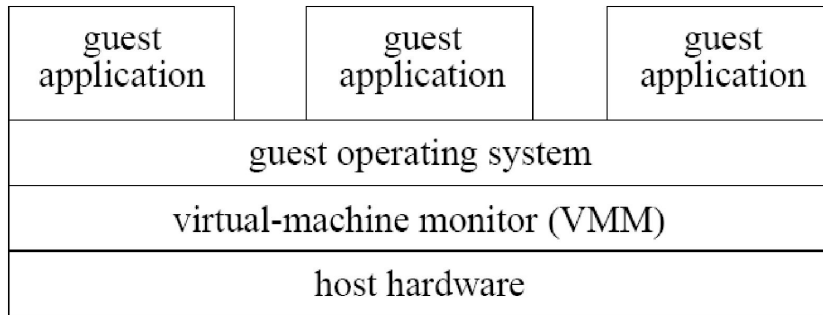 guest guest guest
application application application
guest operating system
virtual-machine monitor (VMM)
host hardware